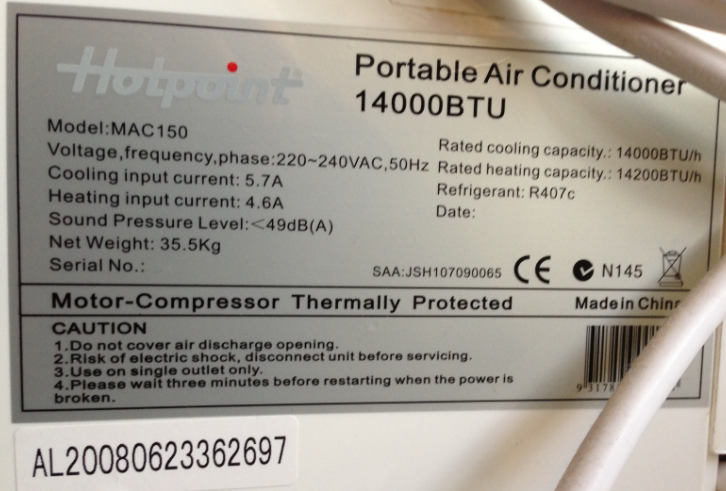 Hotpoint
Portable Air Conditioner
14000BTU
Model:MAC150
Voltage,frequency,phase:220~240VAC,50Hz
Cooling input current: 5.7A
Heating input current: 4.6A
Sound Pressure Level:<49dB(A)
Net Weight: 35.5Kg
Serial No.:
Rated cooling capacity.: 14000BTU/h
Rated heating capacity.: 14200BTU/h
Refrigerant: R407c
Date:
SAA:JSH107090065 CE N145
Motor-Compressor Thermally Protected
Made in China
CAUTION
1.Do not cover air discharge opening.
2.Risk of electric shock, disconnect unit before servicing.
3.Use on single outlet only.
4.Please wait three minutes before restarting when the power is
broken.
9 3178
AL20080623362697